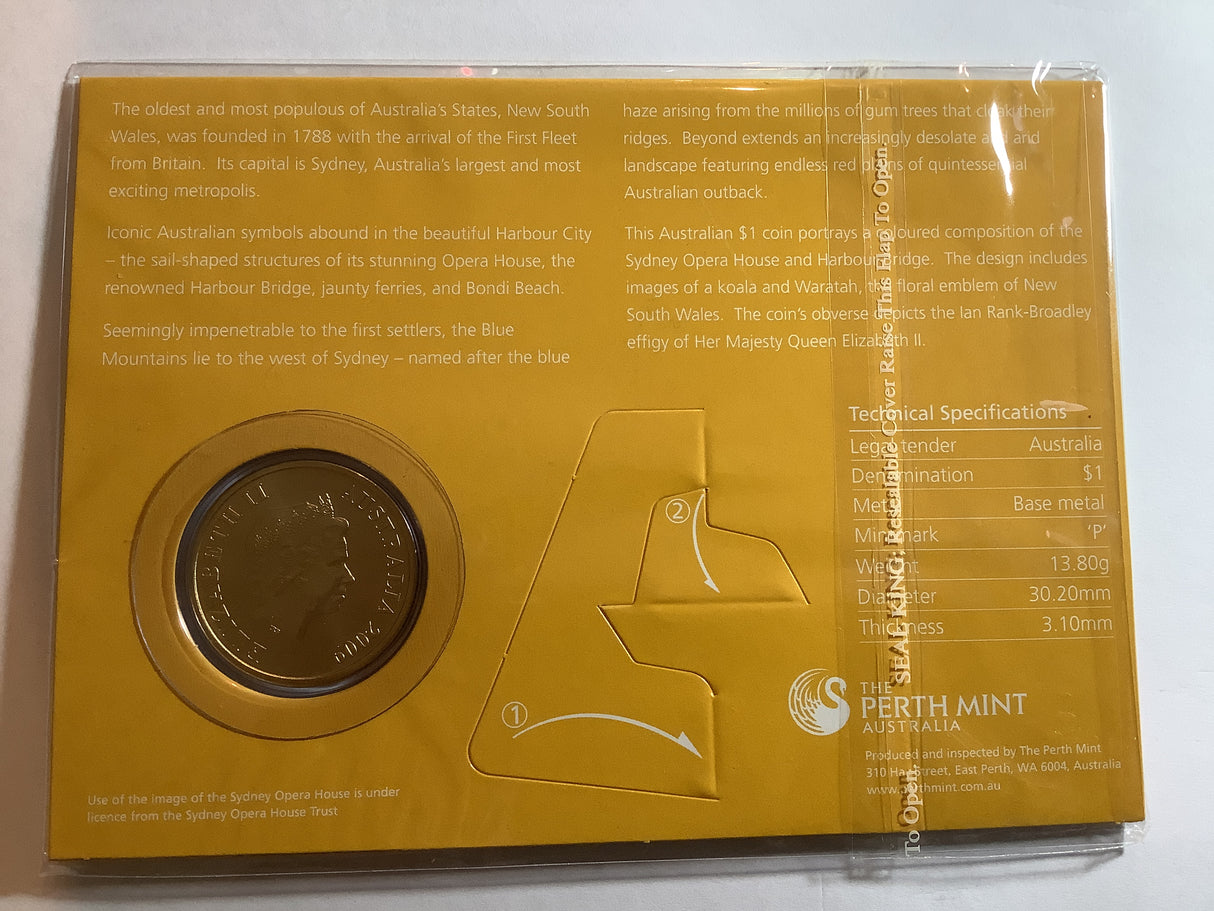 The oldest and most populous of Australia's States, New South
Wales, was founded in 1788 with the arrival of the First Fleet
from Britain. Its capital is Sydney, Australia's largest and most
exciting metropolis.
Iconic Australian symbols abound in the beautiful Harbour City
– the sail-shaped structures of its stunning Opera House, the
renowned Harbour Bridge, jaunty ferries, and Bondi Beach.
Seemingly impenetrable to the first settlers, the Blue
Mountains lie to the west of Sydney – named after the blue
haze arising from the millions of gum trees that cloak their
ridges. Beyond extends an increasingly desolate and arid
landscape featuring endless red plains of quintessential
Australian outback.
This Australian $1 coin portrays a coloured composition of the
Sydney Opera House and Harbour Bridge. The design includes
images of a koala and Waratah, the floral emblem of New
South Wales. The coin's obverse depicts the Ian Rank-Broadley
effigy of Her Majesty Queen Elizabeth II.
ELIZABETH II AUSTRALIA 2009
2
1
Technical Specifications
Legal tender Australia
Denomination $1
Metal Base metal
Mintmark 'P'
Weight 13.80g
Diameter 30.20mm
Thickness 3.10mm
THE
PERTH MINT
AUSTRALIA
Produced and inspected by The Perth Mint
310 Hay Street, East Perth, WA 6004, Australia
www.perthmint.com.au
Use of the image of the Sydney Opera House is under
licence from the Sydney Opera House Trust
To Open.
SEAL KING: Resealable Cover Raise This Flap To Open.